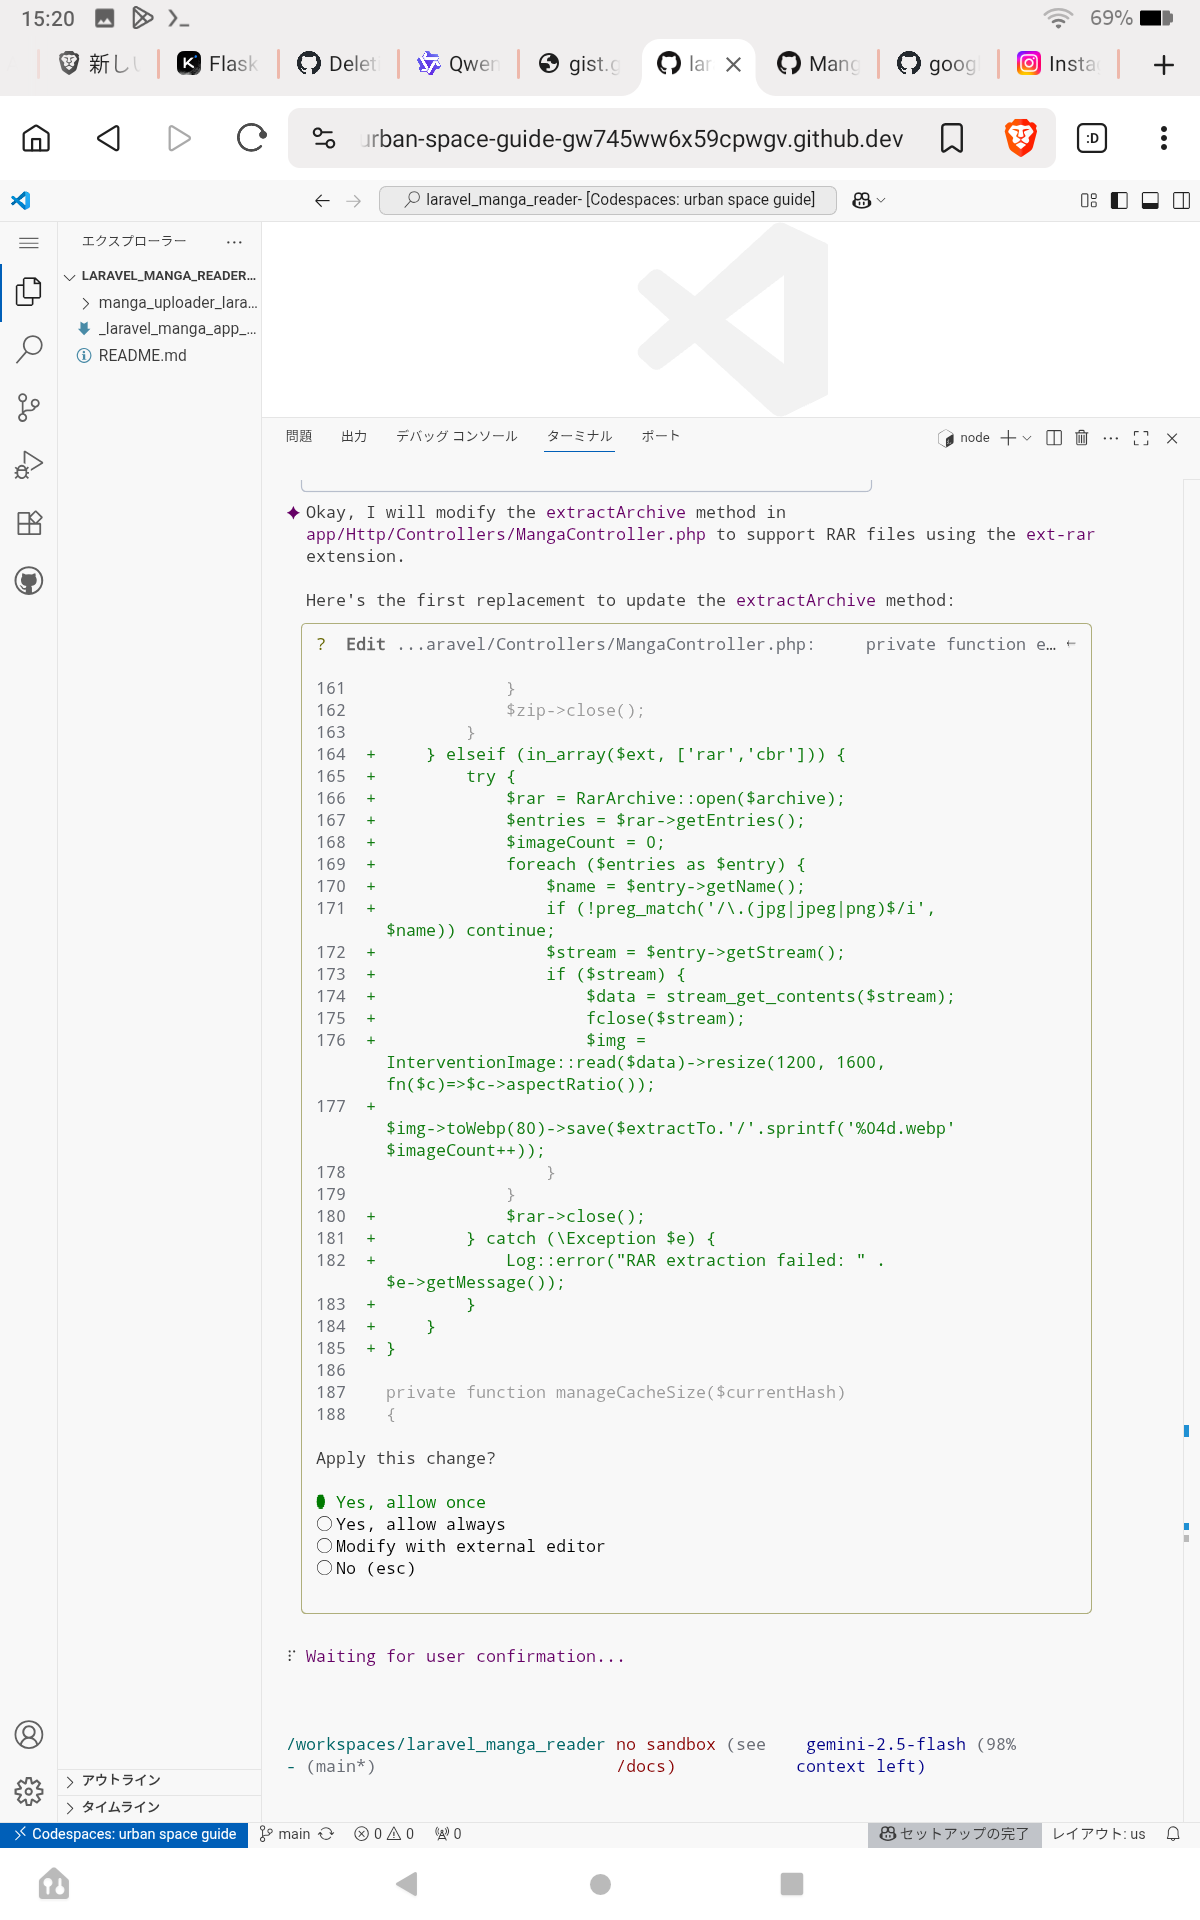 15:20
69%
新しい
Flask
Delet
Qwen
gist.g
lar
Mang
goog
Insta
urban-space-guide-gw745ww6x59cpwgv.github.dev
:D
laravel_manga_reader- [Codespaces: urban space guide]
エクスプローラー
LARAVEL_MANGA_READER...
manga_uploader_lara...
_laravel_manga_app_...
README.md
問題 出力 デバッグ コンソール ターミナル ポート
node
Okay, I will modify the extractArchive method in
app/Http/Controllers/MangaController.php to support RAR files using the ext-rar
extension.
Here's the first replacement to update the extractArchive method:
? Edit ...aravel/Controllers/MangaController.php: private function e… ←
161 }
162 $zip->close();
163 }
164 + } elseif (in_array($ext, ['rar','cbr'])) {
165 + try {
166 + $rar = RarArchive::open($archive);
167 + $entries = $rar->getEntries();
168 + $imageCount = 0;
169 + foreach ($entries as $entry) {
170 + $name = $entry->getName();
171 + if (!preg_match('/\.(jpg|jpeg|png)$/i',
$name)) continue;
172 + $stream = $entry->getStream();
173 + if ($stream) {
174 + $data = stream_get_contents($stream);
175 + fclose($stream);
176 + $img =
InterventionImage::read($data)->resize(1200, 1600,
fn($c)=>$c->aspectRatio());
177 +
$img->toWebp(80)->save($extractTo.'/'.sprintf('%04d.webp'
$imageCount++));
178 }
179 }
180 + $rar->close();
181 + } catch (\Exception $e) {
182 + Log::error("RAR extraction failed: " .
$e->getMessage());
183 + }
184 + }
185 + }
186
187 private function manageCacheSize($currentHash)
188 {
Apply this change?
Yes, allow once
Yes, allow always
Modify with external editor
No (esc)
Waiting for user confirmation...
/workspaces/laravel_manga_reader no sandbox (see gemini-2.5-flash (98%
- (main*) /docs) context left)
アウトライン
タイムライン
Codespaces: urban space guide
main
0 0
0
セットアップの完了
レイアウト: us